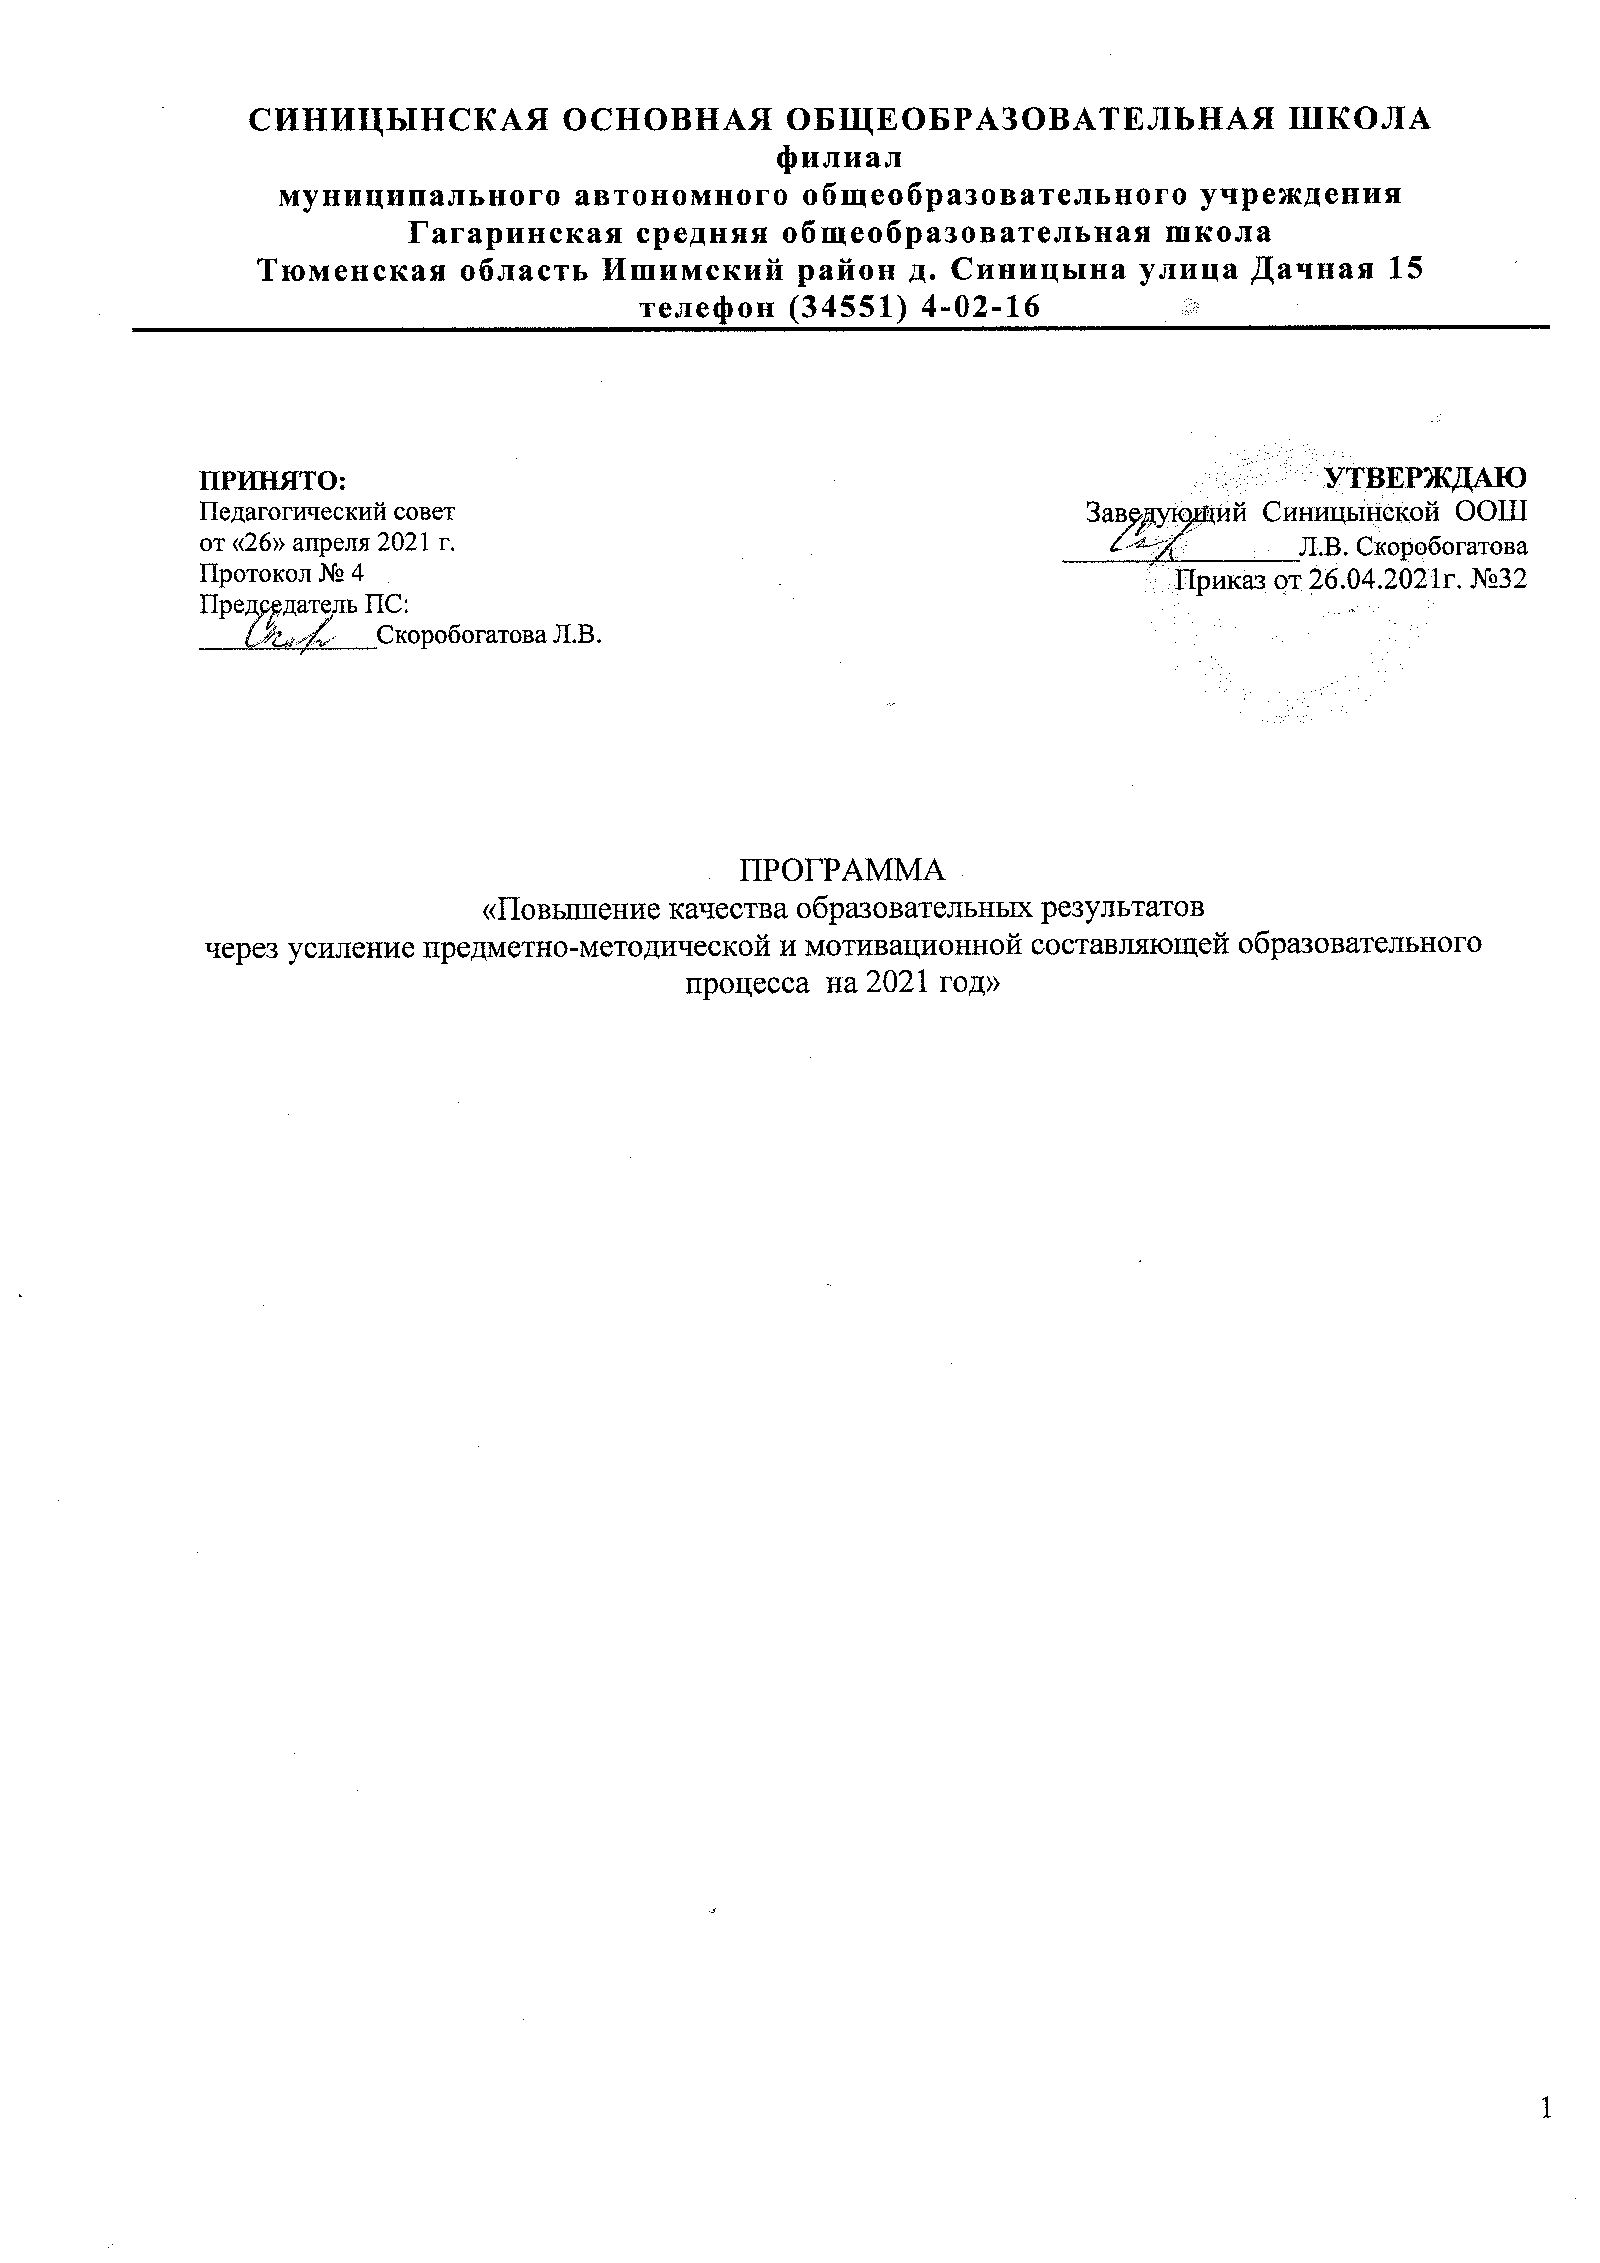 СИНИЦЫНСКАЯ ОСНОВНАЯ ОБЩЕОБРАЗОВАТЕЛЬНАЯ ШКОЛА
филиал
муниципального автономного общеобразовательного учреждения
Гагаринская средняя общеобразовательная школа
Тюменская область Ишимский район д. Синицына улица Дачная 15
телефон (34551) 4-02-16
ПРИНЯТО:
Педагогический совет
от «26» апреля 2021 г.
Протокол № 4
Председатель ПС:
Скоробогатова Л.В.
УТВЕРЖДАЮ
Заведующий Синицынской ООШ
Л.В. Скоробогатова
Приказ от 26.04.2021г. №32
ПРОГРАММА
«Повышение качества образовательных результатов
через усиление предметно-методической и мотивационной составляющей образовательного
процесса на 2021 год»
1